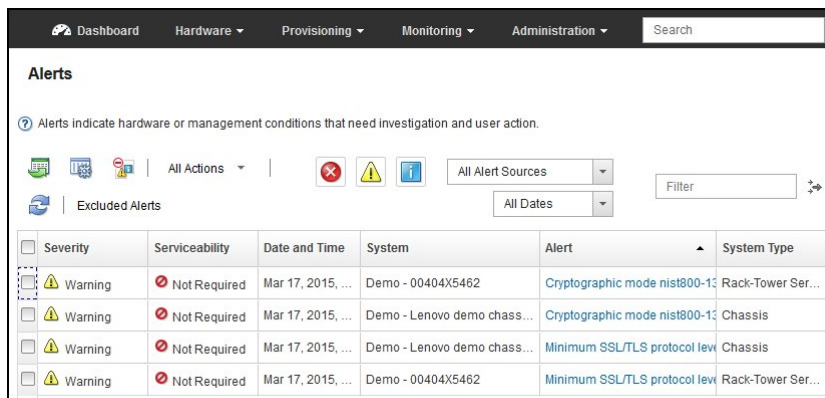 Dashboard Hardware Provisioning Monitoring Administration Search
Alerts
? Alerts indicate hardware or management conditions that need investigation and user action.
All Actions All Alert Sources Filter
Excluded Alerts All Dates
Severity Serviceability Date and Time System Alert System Type
Warning Not Required Mar 17, 2015, ... Demo - 00404X5462 Cryptographic mode nist800-13 Rack-Tower Ser...
Warning Not Required Mar 17, 2015, ... Demo - Lenovo demo chass... Cryptographic mode nist800-13 Chassis
Warning Not Required Mar 17, 2015, ... Demo - Lenovo demo chass... Minimum SSL/TLS protocol leve Chassis
Warning Not Required Mar 17, 2015, ... Demo - 00404X5462 Minimum SSL/TLS protocol leve Rack-Tower Ser...